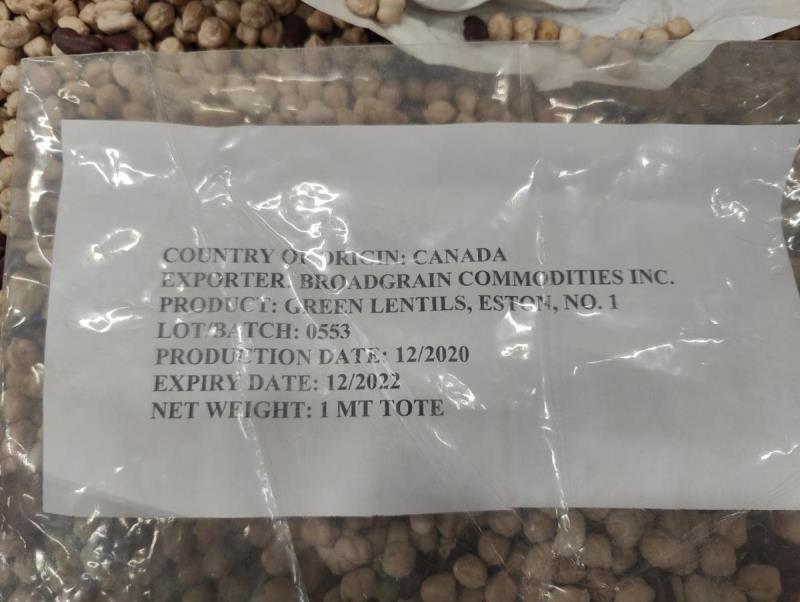 COUNTRY OF ORIGIN: CANADA
EXPORTER: BROADGRAIN COMMODITIES INC.
PRODUCT: GREEN LENTILS, ESTON, NO. 1
LOT/BATCH: 0553
PRODUCTION DATE: 12/2020
EXPIRY DATE: 12/2022
NET WEIGHT: 1 MT TOTE